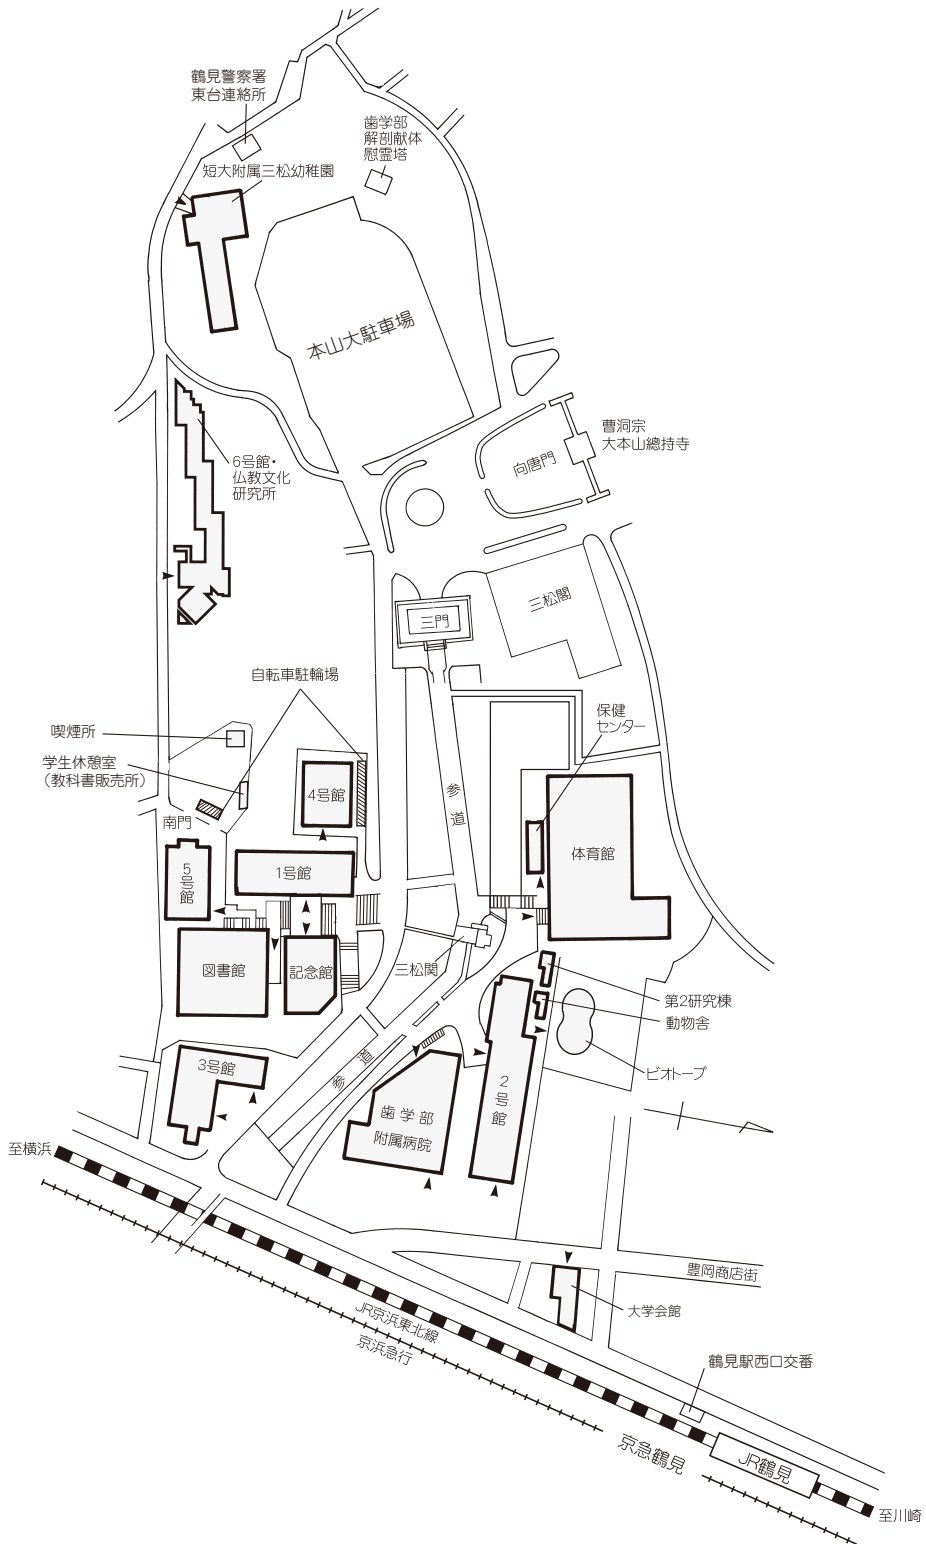 鶴見警察署
東台連絡所
歯学部
解剖献体
慰霊塔
短大附属三松幼稚園
本山大駐車場
曹洞宗
大本山總持寺
向唐門
6号館・
仏教文化
研究所
三松閣
三門
自転車駐輪場
保健
センター
喫煙所
学生休憩室
（教科書販売所）
4号館
参道
南門
体育館
5号館
1号館
図書館
記念館
三松関
第2研究棟
動物舎
3号館
参道
ビオトープ
2号館
歯学部
附属病院
至横浜
豊岡商店街
大学会館
JR京浜東北線
京浜急行
鶴見駅西口交番
京急鶴見
JR鶴見
至川崎